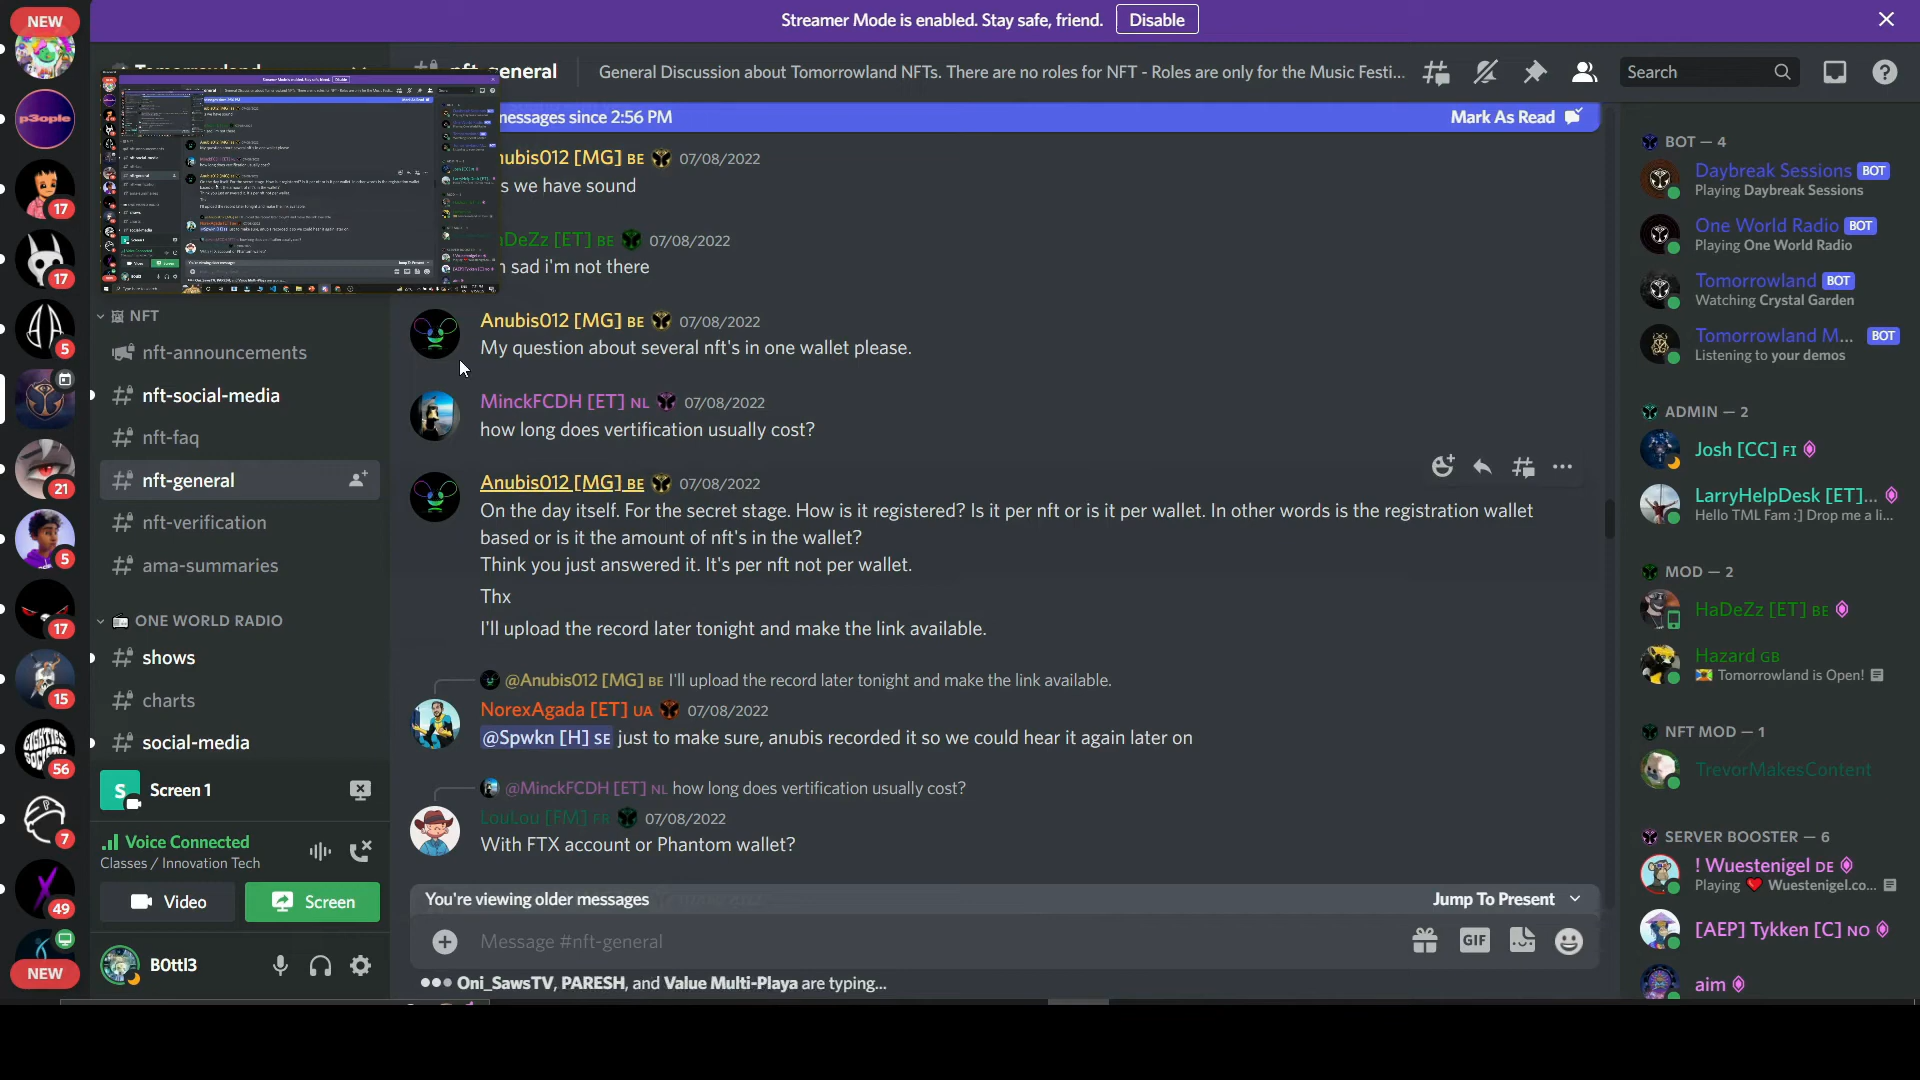 NEW
Streamer Mode is enabled. Stay safe, friend.
Disable
p3ople
17
17
5
21
5
17
15
EIGHTIES SOCIETY
56
7
49
NEW
NFT
nft-announcements
nft-social-media
nft-faq
nft-general
nft-verification
ama-summaries
ONE WORLD RADIO
shows
charts
social-media
S
Screen 1
Voice Connected
Classes / Innovation Tech
Video
Screen
B0ttl3
General Discussion about Tomorrowland NFTs. There are no roles for NFT - Roles are only for the Music Festi...
Search
essages since 2:56 PM
Mark As Read
nubis012 [MG] BE 07/08/2022
s we have sound
DeZz [ET] BE 07/08/2022
sad i'm not there
Anubis012 [MG] BE 07/08/2022
My question about several nft's in one wallet please.
MinckFCDH [ET] NL 07/08/2022
how long does vertification usually cost?
Anubis012 [MG] BE 07/08/2022
On the day itself. For the secret stage. How is it registered? Is it per nft or is it per wallet. In other words is the registration wallet
based or is it the amount of nft's in the wallet?
Think you just answered it. It's per nft not per wallet.
Thx
I'll upload the record later tonight and make the link available.
@Anubis012 [MG] BE I'll upload the record later tonight and make the link available.
NorexAgada [ET] UA 07/08/2022
@Spwkn [H] SE just to make sure, anubis recorded it so we could hear it again later on
@MinckFCDH [ET] NL how long does vertification usually cost?
LouLou [FM] FR 07/08/2022
With FTX account or Phantom wallet?
You're viewing older messages
Jump To Present
Message #nft-general
GIF
Oni_SawsTV, PARESH, and Value Multi-Playa are typing...
BOT — 4
Daybreak Sessions BOT
Playing Daybreak Sessions
One World Radio BOT
Playing One World Radio
Tomorrowland BOT
Watching Crystal Garden
Tomorrowland M... BOT
Listening to your demos
ADMIN — 2
Josh [CC] FI
LarryHelpDesk [ET]...
Hello TML Fam :] Drop me a li...
MOD — 2
HaDeZz [ET] BE
Hazard GB
Tomorrowland is Open!
NFT MOD — 1
TrevorMakesContent
SERVER BOOSTER — 6
! Wuestenigel DE
Playing Wuestenigel.co...
[AEP] Tykken [C] NO
aim